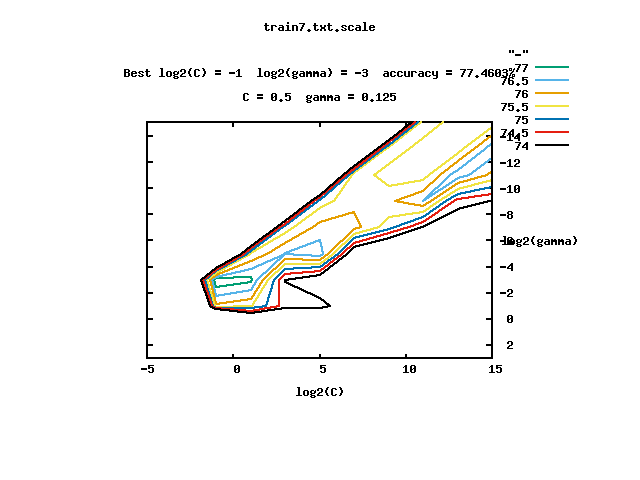 train7.txt.scale
"-"
Best log2(C) = -1  log2(gamma) = -3  accuracy = 77.4603%
77
76.5
76
75.5
75
74.5
74
C = 0.5  gamma = 0.125
-14
-12
-10
-8
-6
log2(gamma)
-4
-2
0
2
-5 0 5 10 15
log2(C)